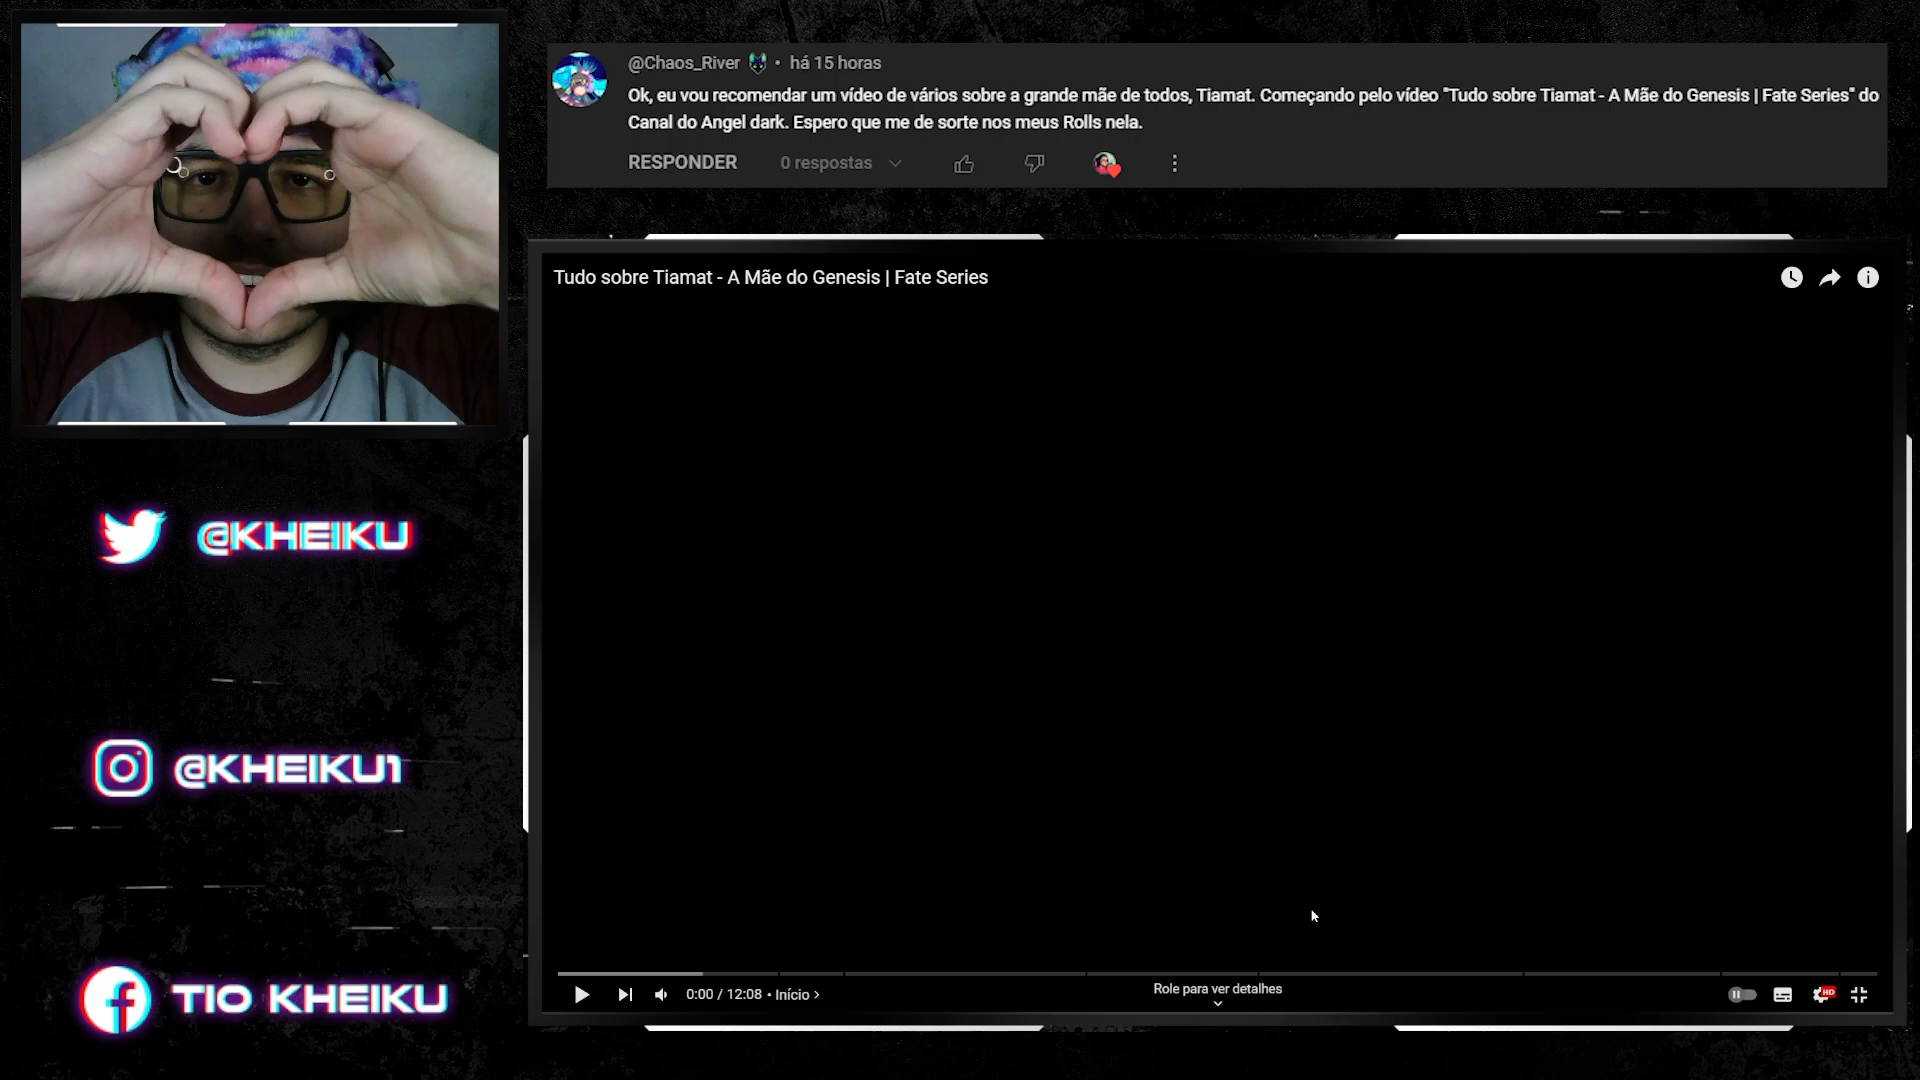 @Chaos_River • há 15 horas
Ok, eu vou recomendar um vídeo de vários sobre a grande mãe de todos, Tiamat. Começando pelo vídeo "Tudo sobre Tiamat - A Mãe do Genesis | Fate Series" do
Canal do Angel dark. Espero que me de sorte nos meus Rolls nela.
RESPONDER 0 respostas
Tudo sobre Tiamat - A Mãe do Genesis | Fate Series
@KHEIKU
@KHEIKU1
TIO KHEIKU
0:00 / 12:08 • Início
Role para ver detalhes
HD